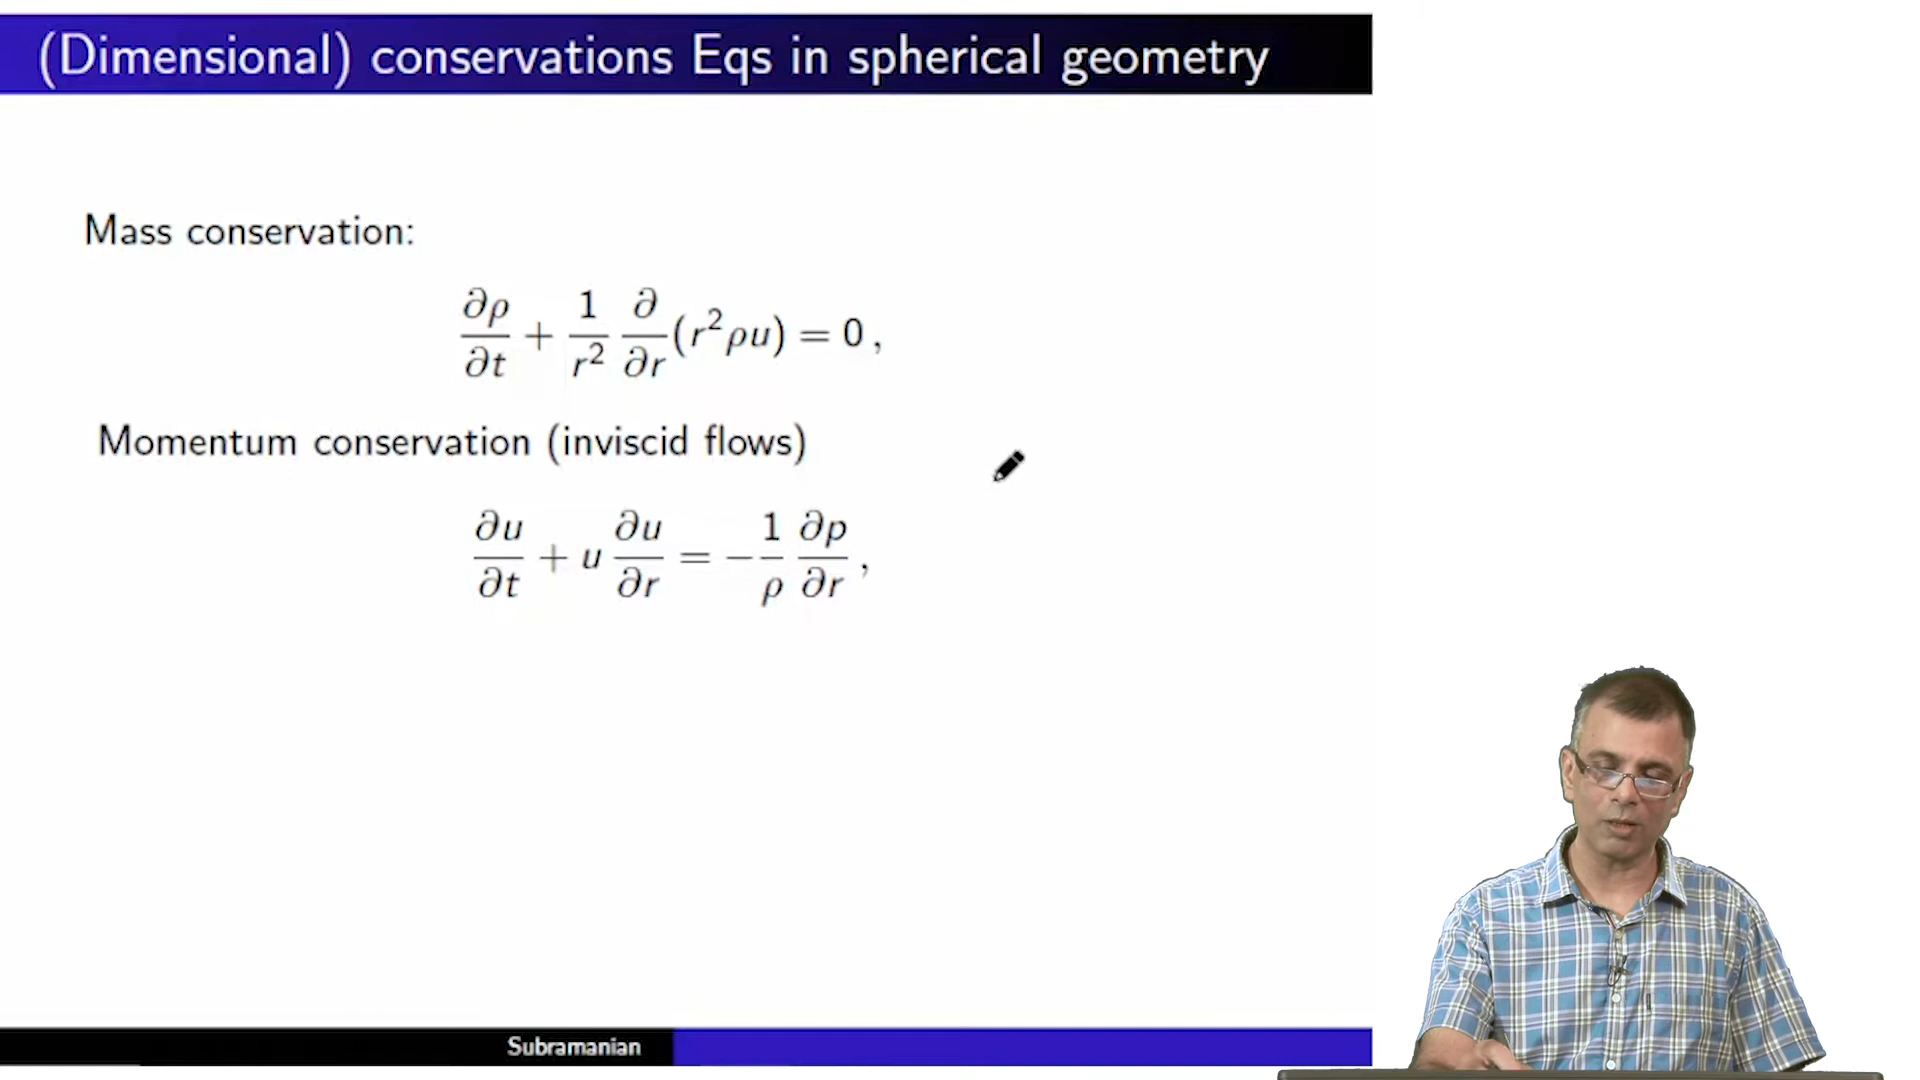 (Dimensional) conservations Eqs in spherical geometry
Mass conservation:
∂ρ/∂t + 1/r² ∂/∂r (r²ρu) = 0 ,
Momentum conservation (inviscid flows)
∂u/∂t + u ∂u/∂r = − 1/ρ ∂p/∂r ,
Subramanian